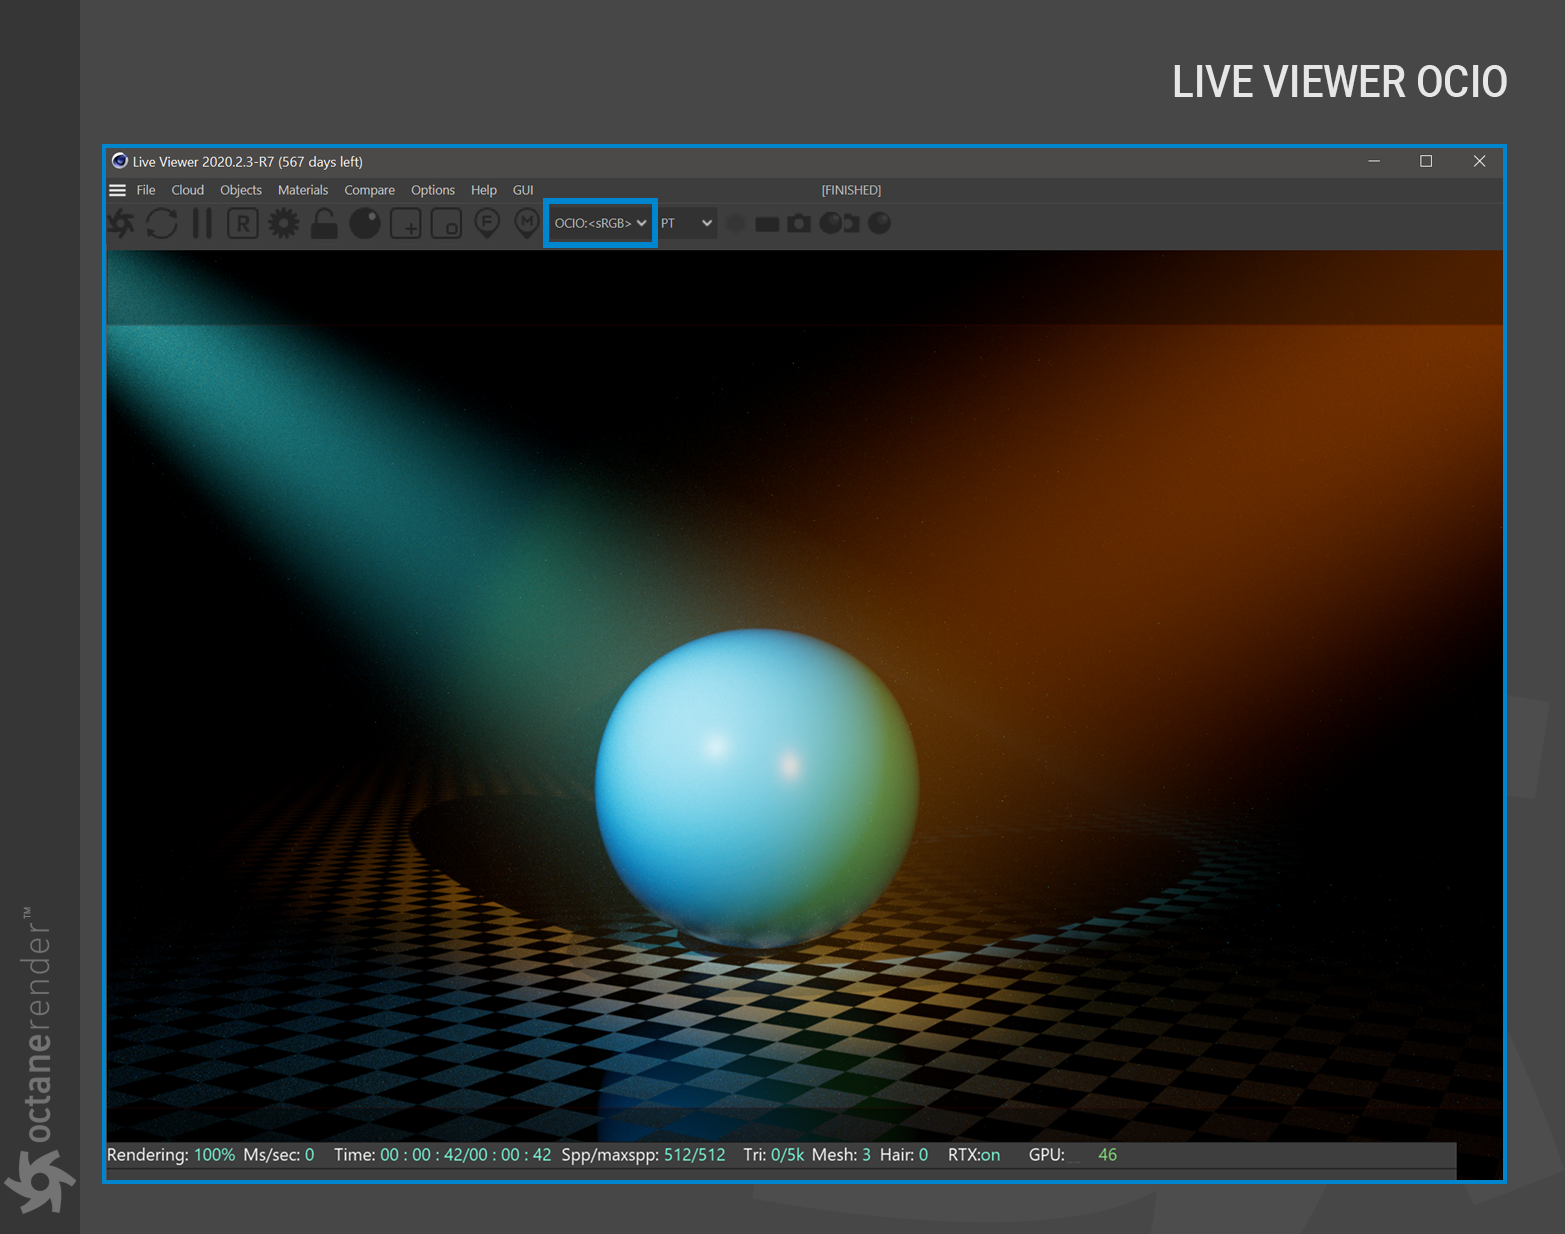 LIVE VIEWER OCIO
Live Viewer 2020.2.3-R7 (567 days left)
File Cloud Objects Materials Compare Options Help GUI [FINISHED]
R F M OCIO:<sRGB> PT
Rendering: 100% Ms/sec: 0 Time: 00 : 00 : 42/00 : 00 : 42 Spp/maxspp: 512/512 Tri: 0/5k Mesh: 3 Hair: 0 RTX:on GPU: 46
octanerender™